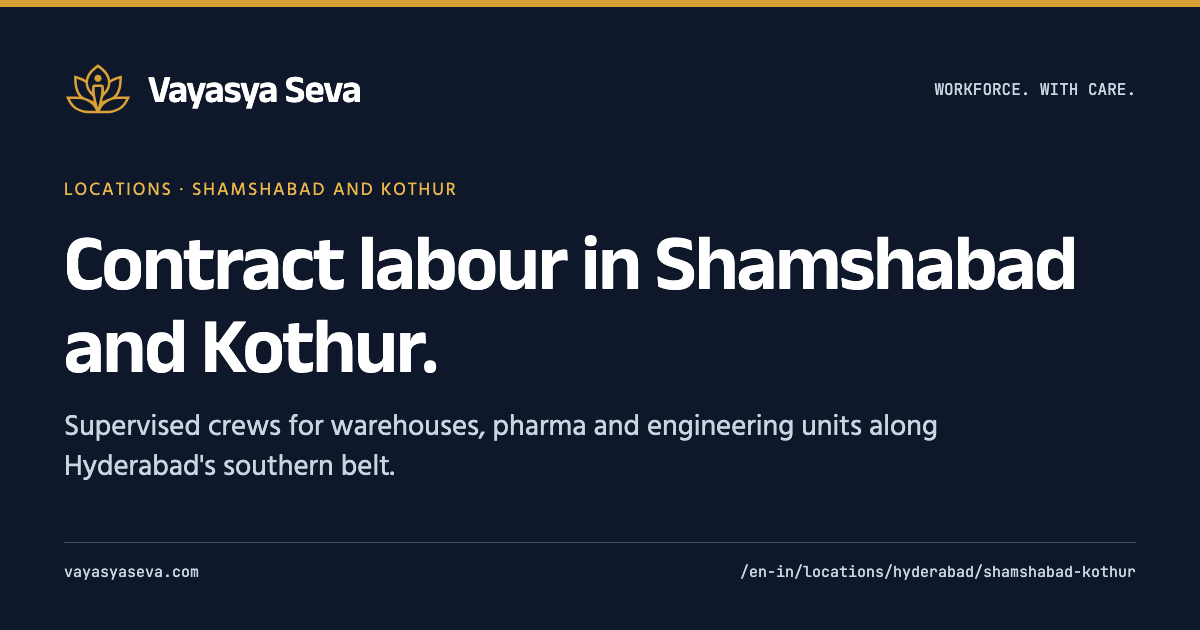 Vayasya Seva
WORKFORCE. WITH CARE.
LOCATIONS · SHAMSHABAD AND KOTHUR
Contract labour in Shamshabad
and Kothur.
Supervised crews for warehouses, pharma and engineering units along
Hyderabad's southern belt.
vayasyaseva.com
/en-in/locations/hyderabad/shamshabad-kothur